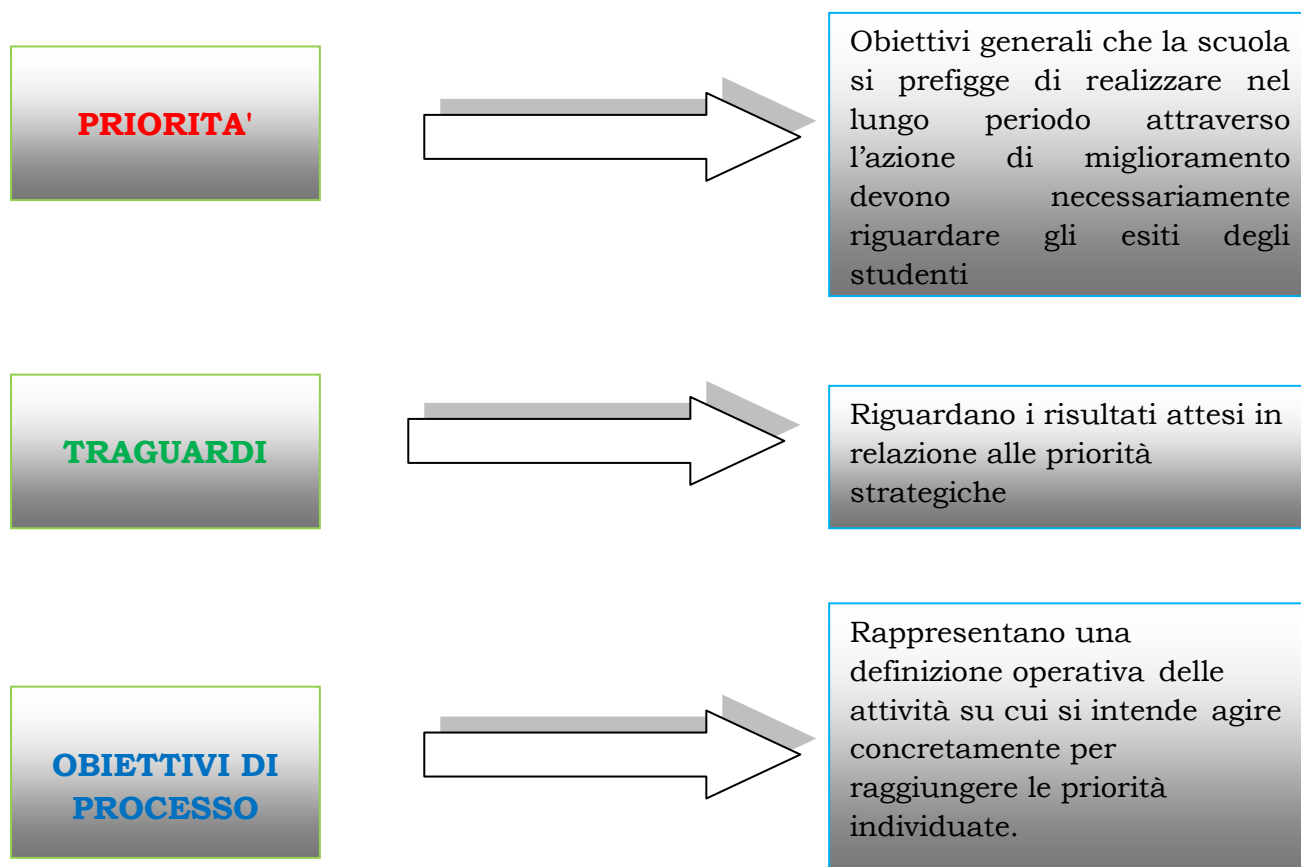 PRIORITA'
Obiettivi generali che la scuola
si prefigge di realizzare nel
lungo periodo attraverso
l’azione di miglioramento
devono necessariamente
riguardare gli esiti degli
studenti
TRAGUARDI
Riguardano i risultati attesi in
relazione alle priorità
strategiche
OBIETTIVI DI
PROCESSO
Rappresentano una
definizione operativa delle
attività su cui si intende agire
concretamente per
raggiungere le priorità
individuate.